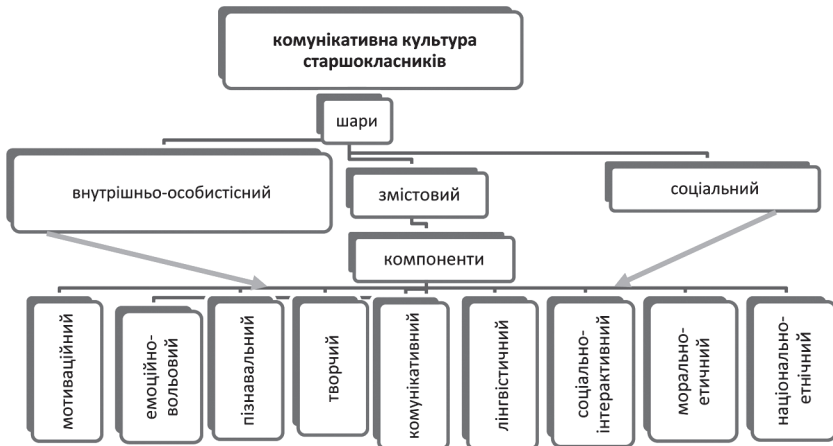 комунікативна культура
старшокласників
шари
внутрішньо-особистісний
змістовий
соціальний
компоненти
мотиваційний
емоційно-
вольовий
пізнавальний
творчий
комунікативний
лінгвістичний
соціально-
інтерактивний
морально-
етичний
національно-
етнічний